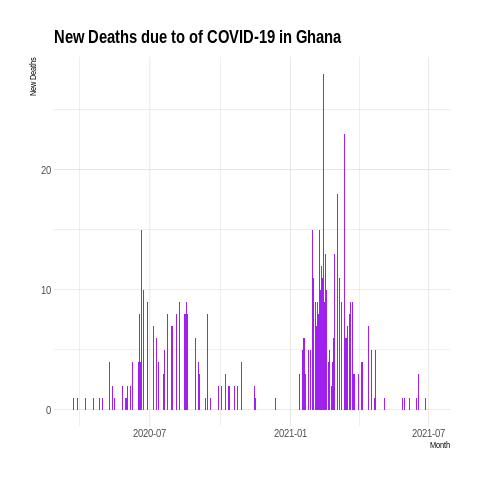 New Deaths due to of COVID-19 in Ghana
New Deaths
20
10
0
2020-07
2021-01
2021-07
Month